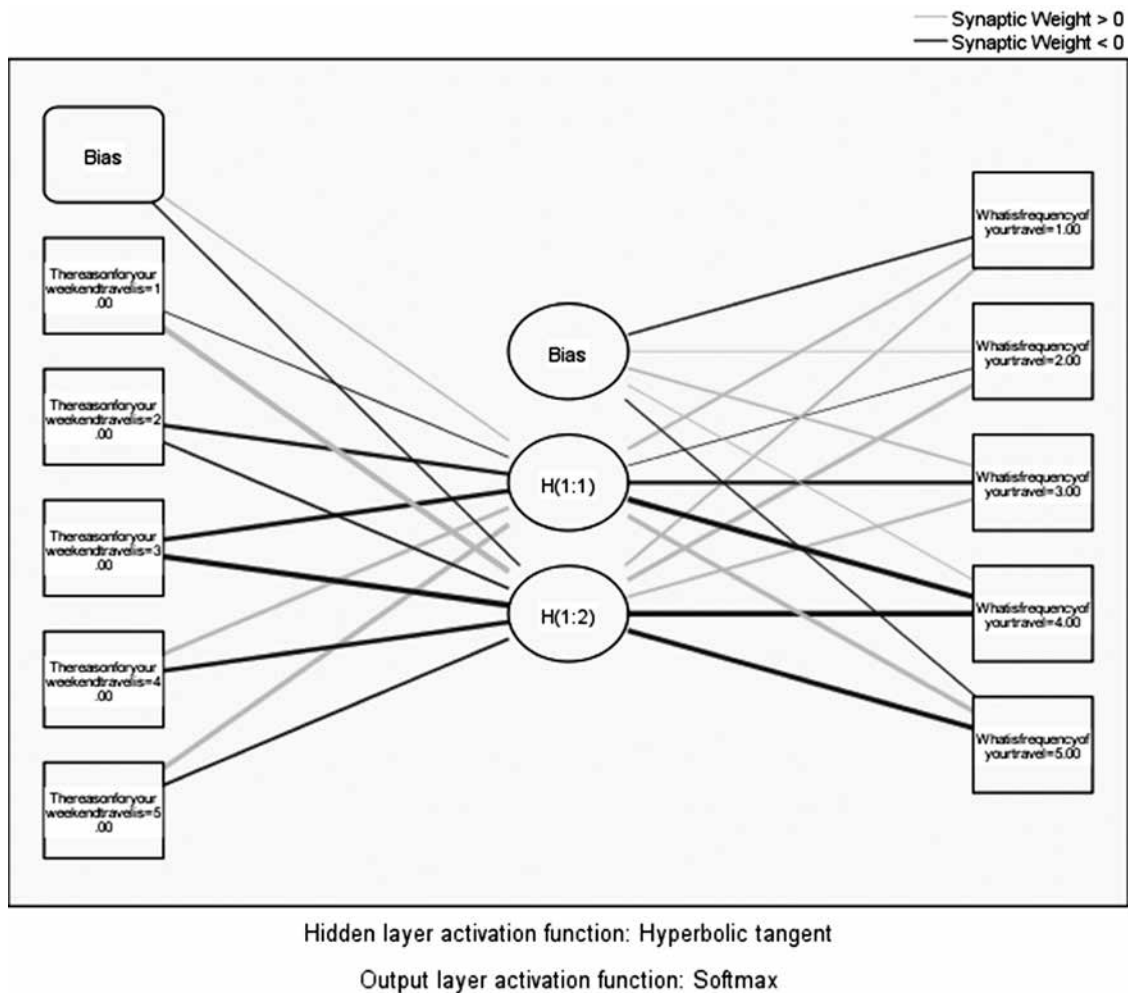 Synaptic Weight > 0
Synaptic Weight < 0
Bias
Thereasonforyour
weekendtravelis=1
.00
Thereasonforyour
weekendtravelis=2
.00
Thereasonforyour
weekendtravelis=3
.00
Thereasonforyour
weekendtravelis=4
.00
Thereasonforyour
weekendtravelis=5
.00
Bias
H(1:1)
H(1:2)
Whatisfrequencyof
yourtravel=1.00
Whatisfrequencyof
yourtravel=2.00
Whatisfrequencyof
yourtravel=3.00
Whatisfrequencyof
yourtravel=4.00
Whatisfrequencyof
yourtravel=5.00
Hidden layer activation function: Hyperbolic tangent
Output layer activation function: Softmax